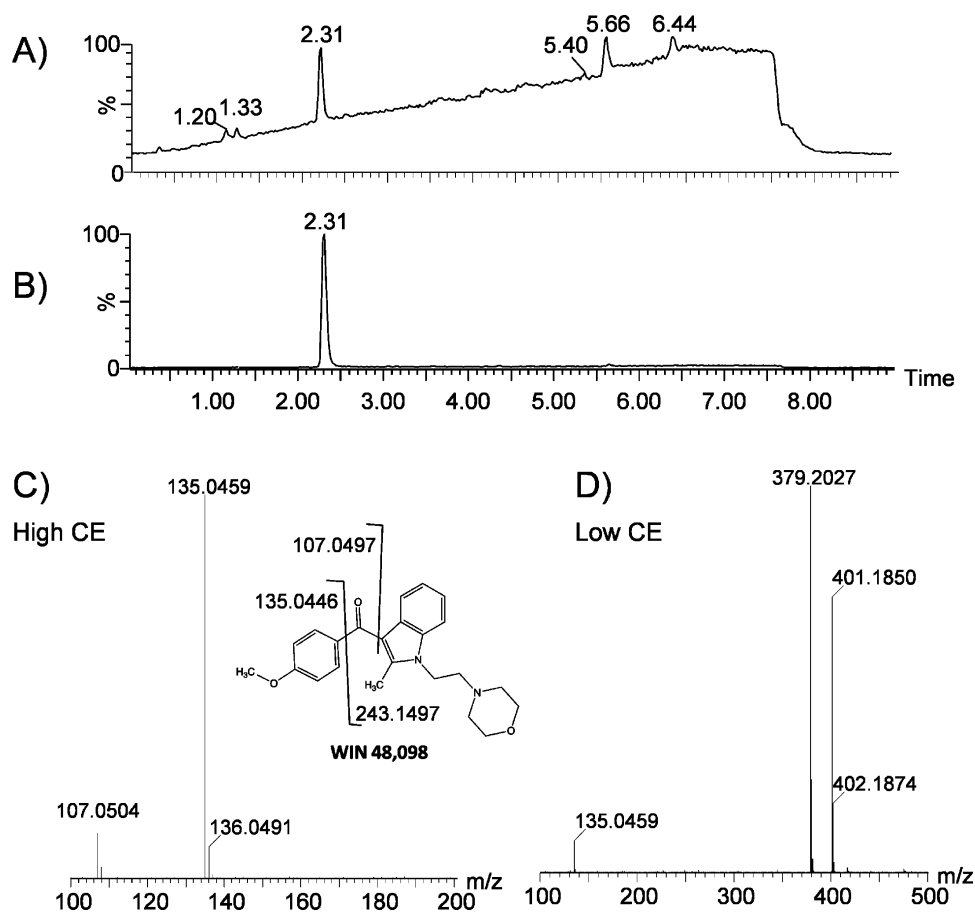 A)
100
%
0
1.20
1.33
2.31
5.40
5.66
6.44
B)
100
%
0
2.31
1.00 2.00 3.00 4.00 5.00 6.00 7.00 8.00
Time
C)
High CE
135.0459
107.0497
135.0446
O
H₃C
O
N
H₃C
N
O
243.1497
WIN 48,098
107.0504
136.0491
100 120 140 160 180 200
m/z
D)
Low CE
379.2027
401.1850
402.1874
135.0459
100 200 300 400 500
m/z